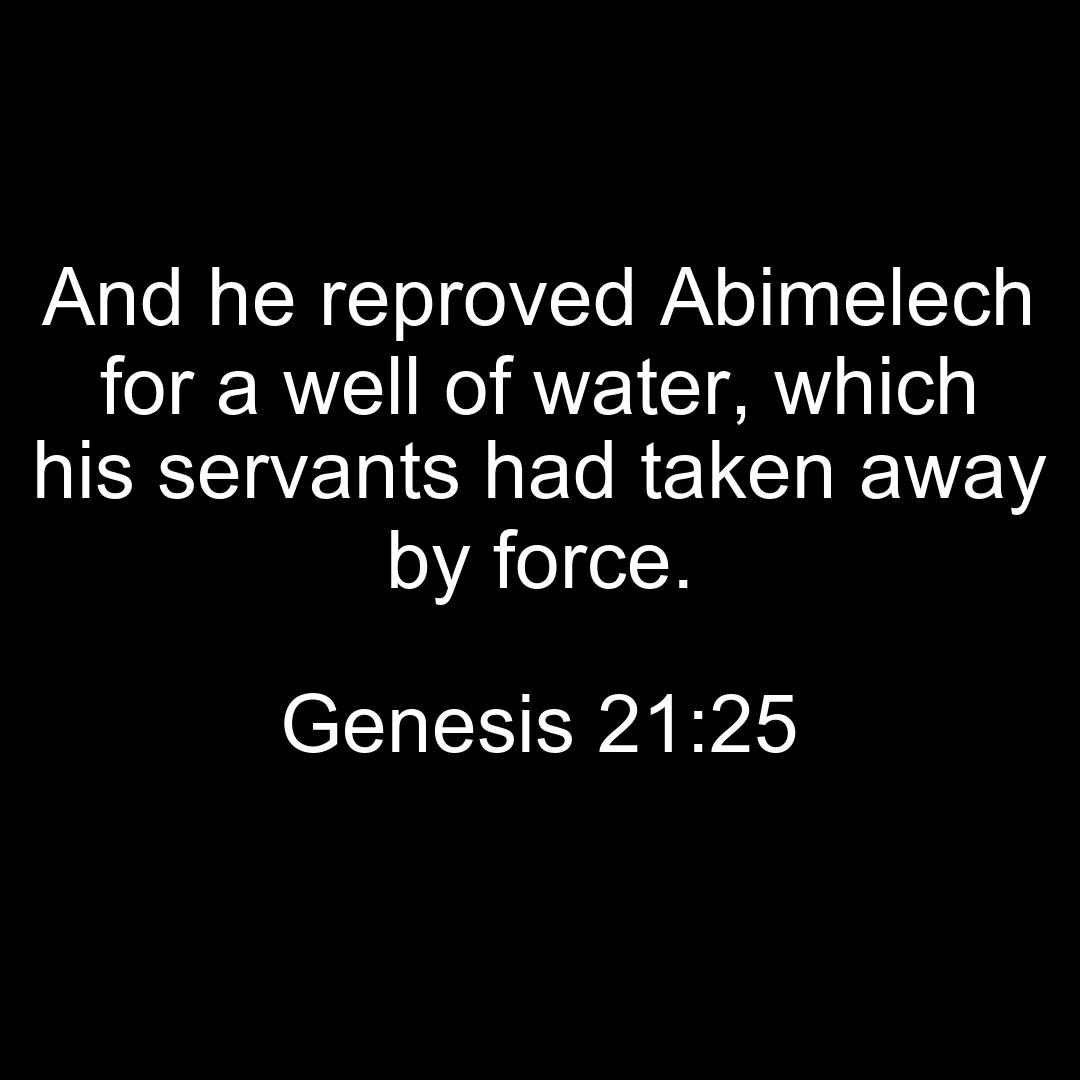 And he reproved Abimelech
for a well of water, which
his servants had taken away
by force.
Genesis 21:25